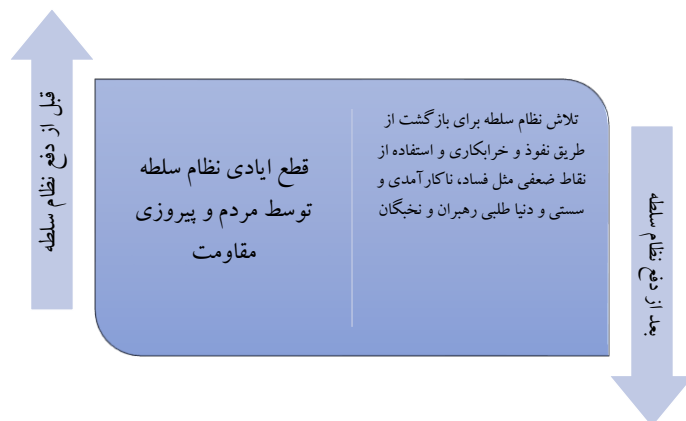 قبل از دفع نظام سلطه
قطع ایادی نظام سلطه
توسط مردم و پیروزی
مقاومت
تلاش نظام سلطه برای بازگشت از
طریق نفوذ و خرابکاری و استفاده از
نقاط ضعفی مثل فساد، ناکارآمدی و
سستی و دنیا طلبی رهبران و نخبگان
بعد از دفع نظام سلطه